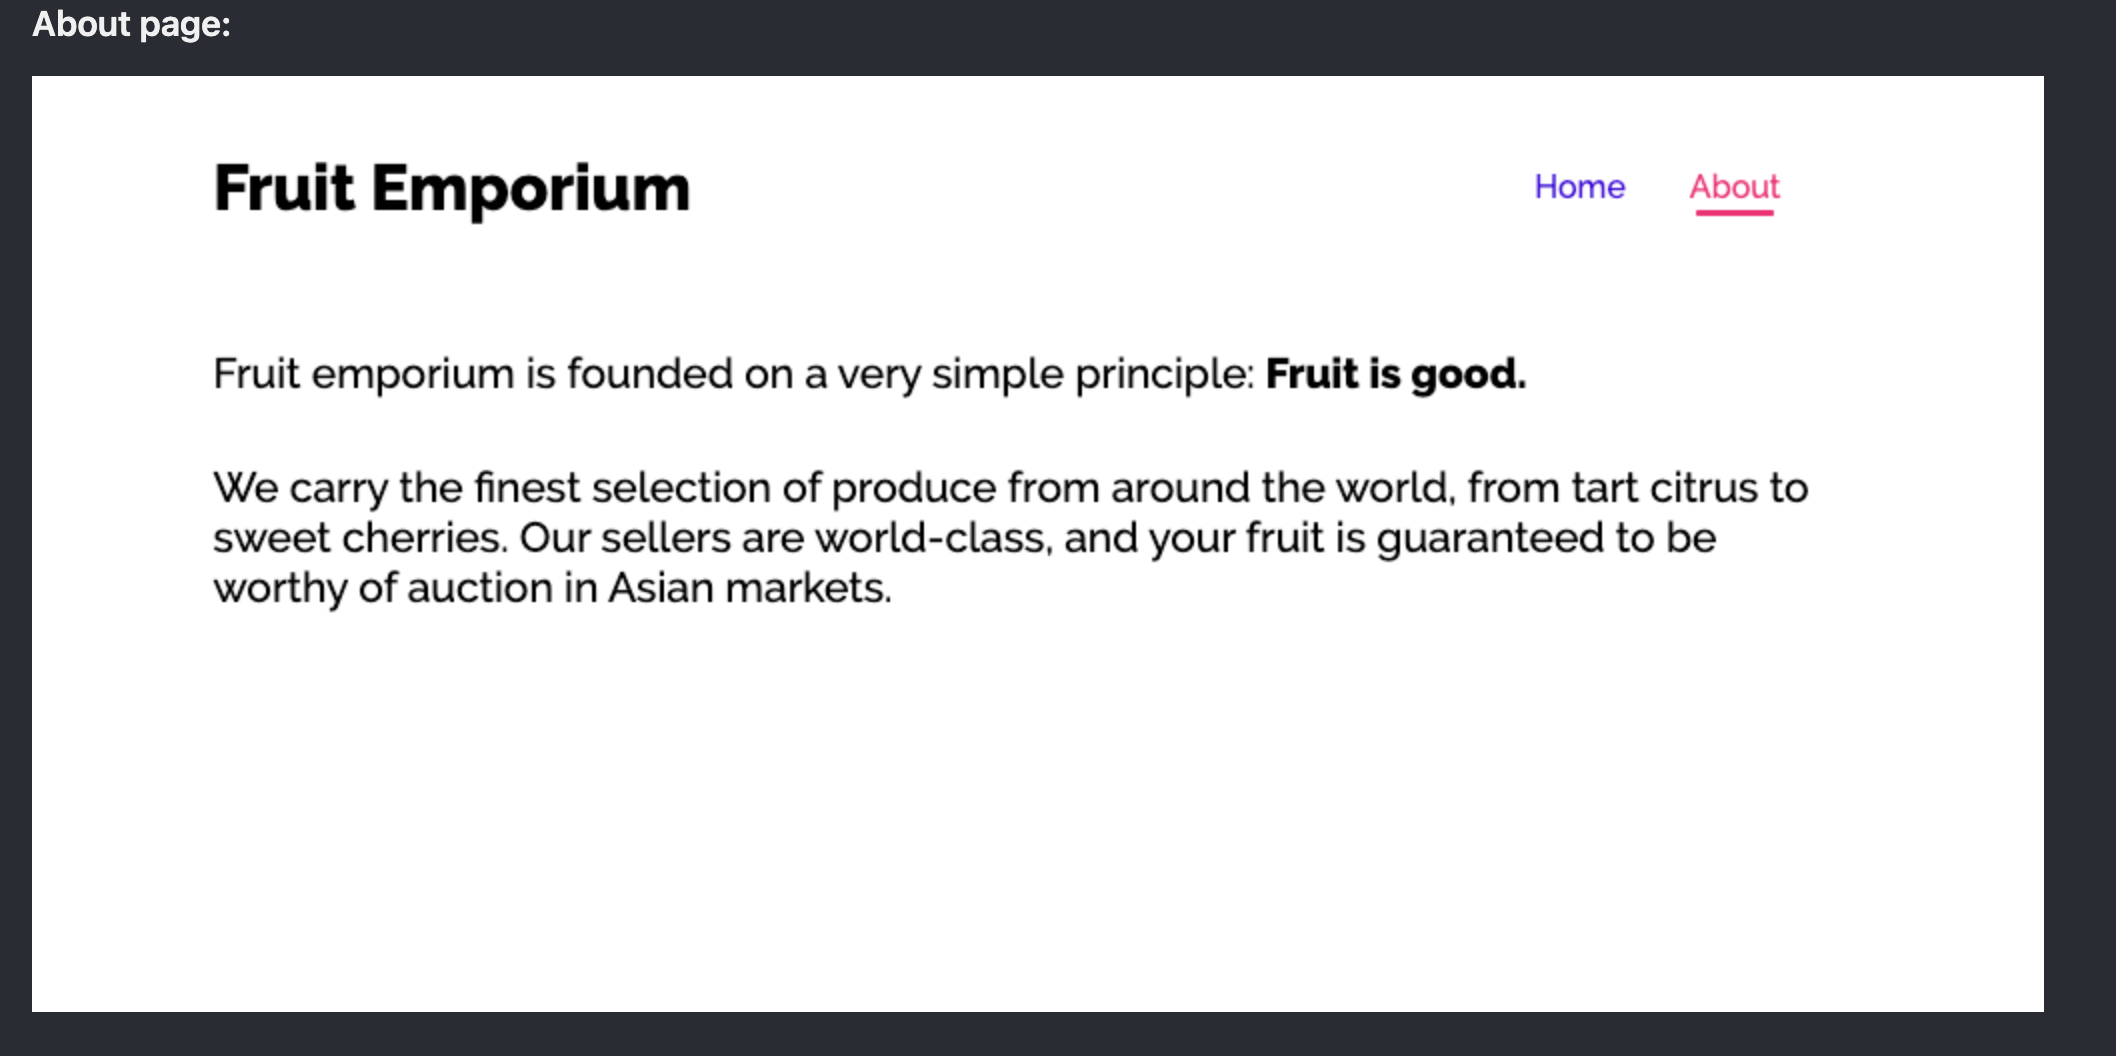 About page:
Fruit Emporium
Home About
Fruit emporium is founded on a very simple principle: Fruit is good.
We carry the finest selection of produce from around the world, from tart citrus to
sweet cherries. Our sellers are world-class, and your fruit is guaranteed to be
worthy of auction in Asian markets.